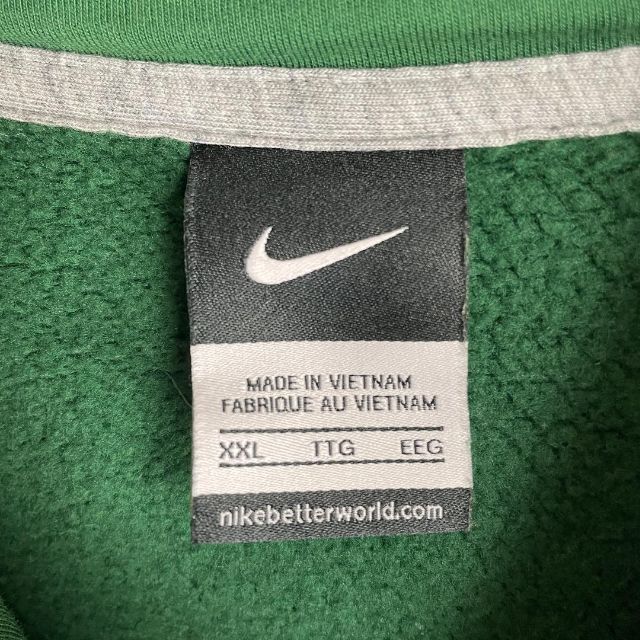 MADE IN VIETNAM
FABRIQUE AU VIETNAM
XXL TTG EEG
nikebetterworld.com